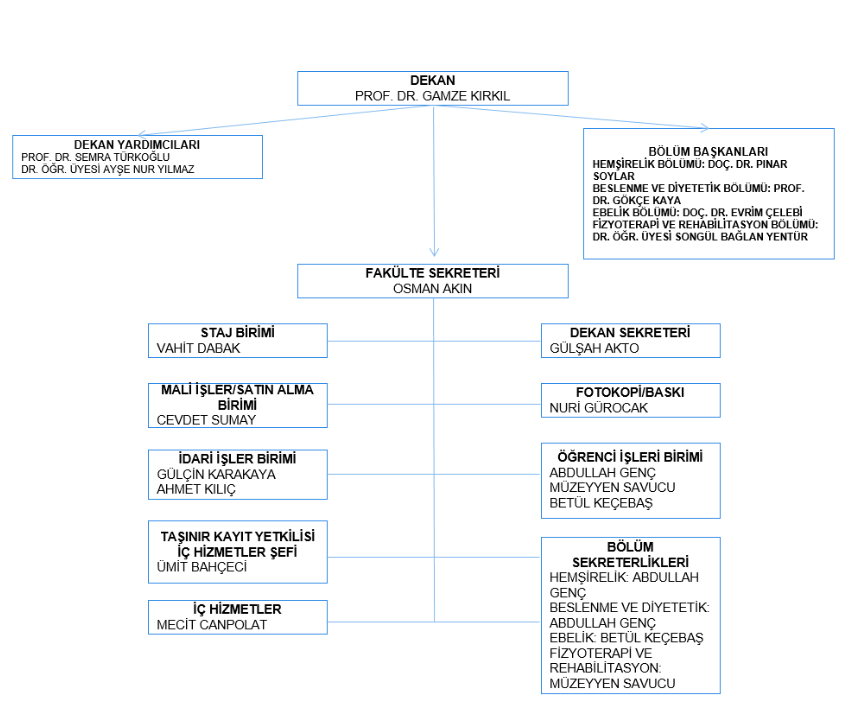 DEKAN
PROF. DR. GAMZE KIRKIL
DEKAN YARDIMCILARI
PROF. DR. SEMRA TÜRKOĞLU
DR. ÖĞR. ÜYESİ AYŞE NUR YILMAZ
BÖLÜM BAŞKANLARI
HEMŞİRELİK BÖLÜMÜ: DOÇ. DR. PINAR
SOYLAR
BESLENME VE DİYETETİK BÖLÜMÜ: PROF.
DR. GÖKÇE KAYA
EBELİK BÖLÜMÜ: DOÇ. DR. EVRİM ÇELEBİ
FİZYOTERAPİ VE REHABİLİTASYON BÖLÜMÜ:
DR. ÖĞR. ÜYESİ SONGÜL BAĞLAN YENTÜR
FAKÜLTE SEKRETERİ
OSMAN AKIN
STAJ BİRİMİ
VAHİT DABAK
DEKAN SEKRETERİ
GÜLŞAH AKTO
MALİ İŞLER/SATIN ALMA
BİRİMİ
CEVDET SUMAY
FOTOKOPİ/BASKI
NURİ GÜROCAK
İDARİ İŞLER BİRİMİ
GÜLÇİN KARAKAYA
AHMET KILIÇ
ÖĞRENCİ İŞLERİ BİRİMİ
ABDULLAH GENÇ
MÜZEYYEN SAVUCU
BETÜL KEÇEBAŞ
TAŞINIR KAYIT YETKİLİSİ
İÇ HİZMETLER ŞEFİ
ÜMİT BAHÇECİ
BÖLÜM
SEKRETERLİKLERİ
HEMŞİRELİK: ABDULLAH
GENÇ
BESLENME VE DİYETETİK:
ABDULLAH GENÇ
EBELİK: BETÜL KEÇEBAŞ
FİZYOTERAPİ VE
REHABİLİTASYON:
MÜZEYYEN SAVUCU
İÇ HİZMETLER
MECİT CANPOLAT